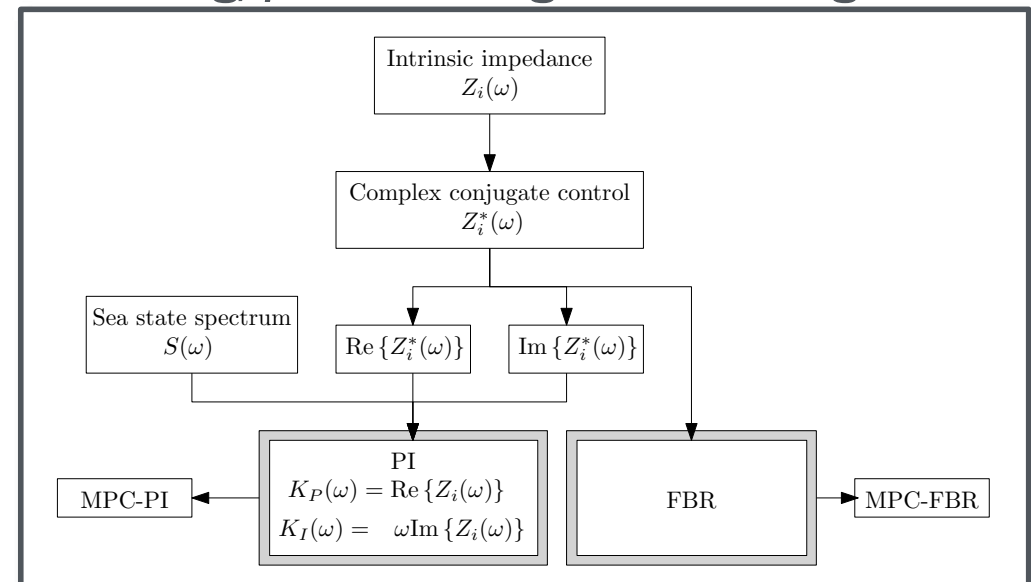 Intrinsic impedance
Z_i(ω)
Complex conjugate control
Z_i^*(ω)
Sea state spectrum
S(ω)
Re {Z_i^*(ω)}
Im {Z_i^*(ω)}
PI
K_P(ω) = Re {Z_i(ω)}
K_I(ω) = ωIm {Z_i(ω)}
FBR
MPC-PI
MPC-FBR